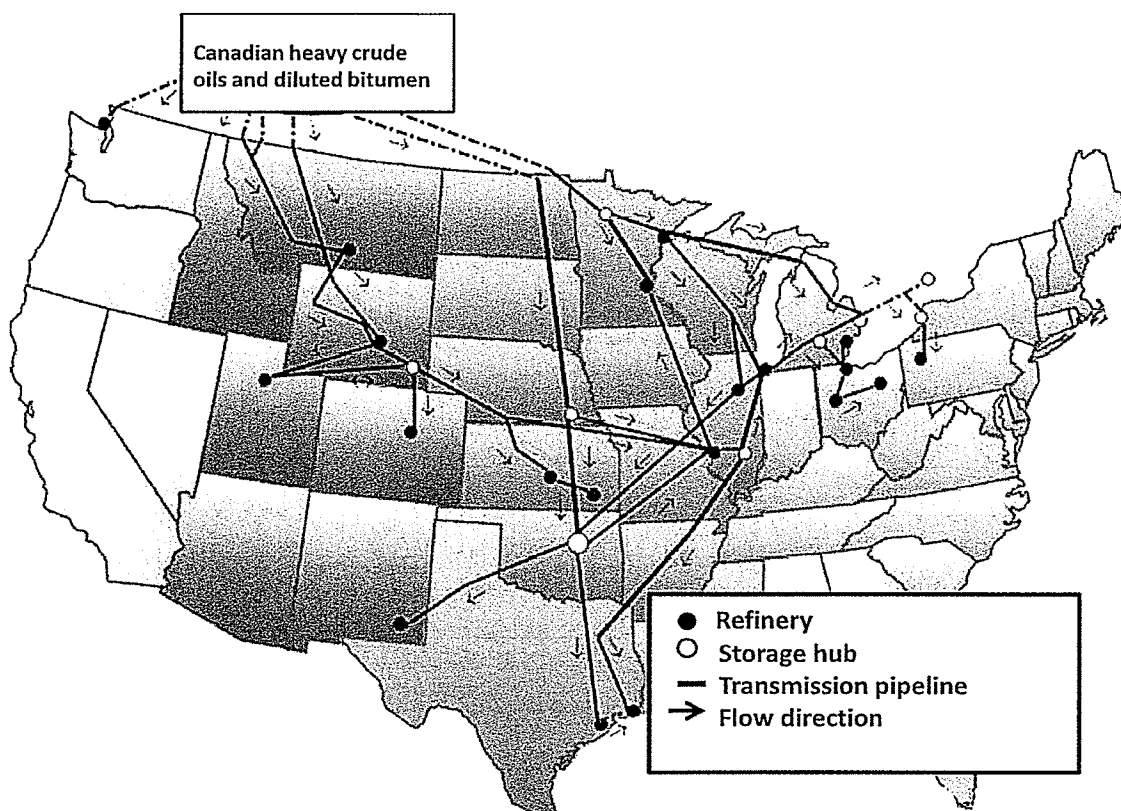 Canadian heavy crude
oils and diluted bitumen
Refinery
Storage hub
Transmission pipeline
Flow direction